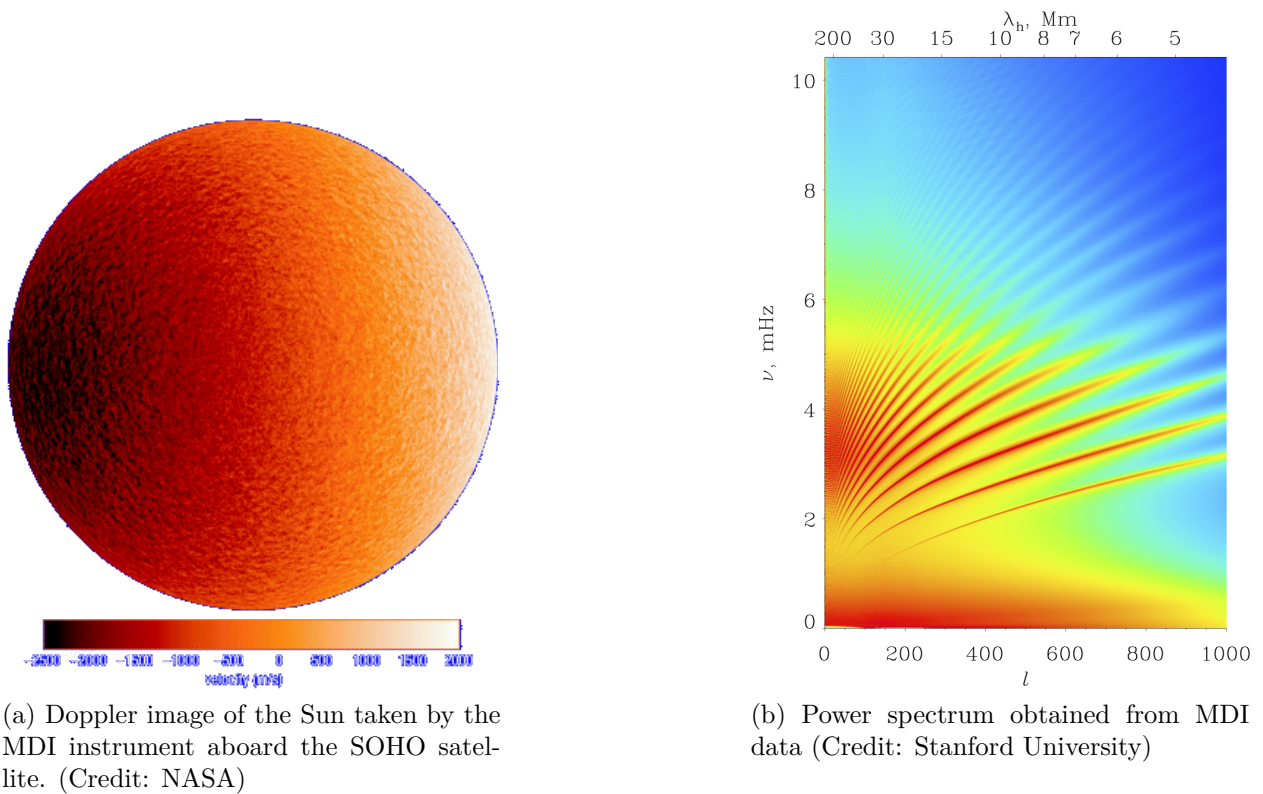 λh, Mm
200 30 15 10 8 7 6 5
10
8
6
4
2
0
ν, mHz
0 200 400 600 800 1000
l
-2500 -2000 -1500 -1000 -500 0 500 1000 1500 2000
velocity (m/s)
(a) Doppler image of the Sun taken by the
MDI instrument aboard the SOHO satel-
lite. (Credit: NASA)
(b) Power spectrum obtained from MDI
data (Credit: Stanford University)